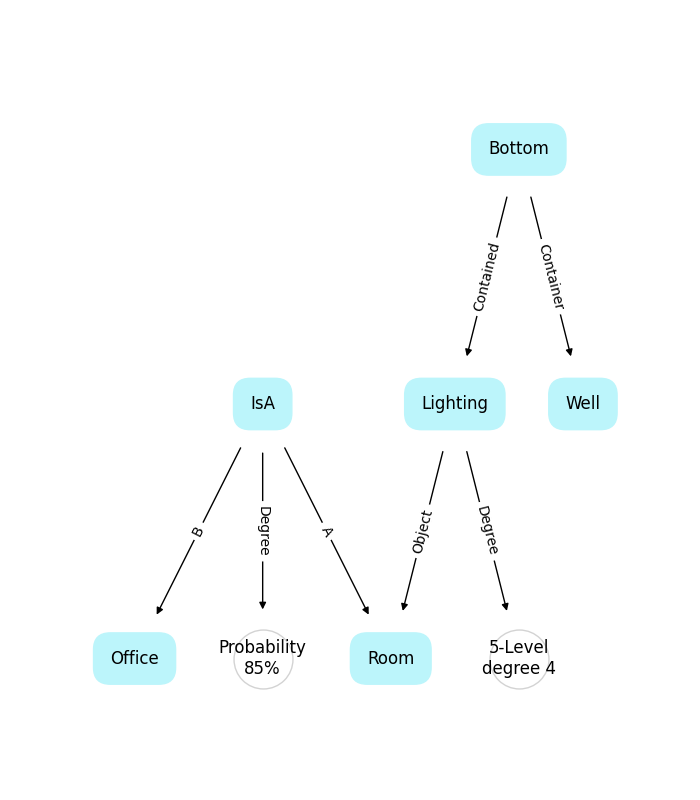 Bottom
Contained
Container
IsA
Lighting
Well
B
Degree
A
Object
Degree
Office
Probability
85%
Room
5-Level
degree 4